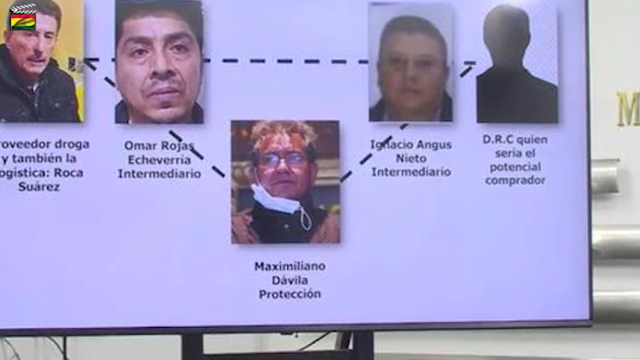 roveedor droga
y también la
ogística: Roca
Suárez
Omar Rojas
Echeverría
Intermediario
Maximiliano
Dávila
Protección
Ignacio Angus
Nieto
Intermediario
D.R.C quien
sería el
potencial
comprador
M